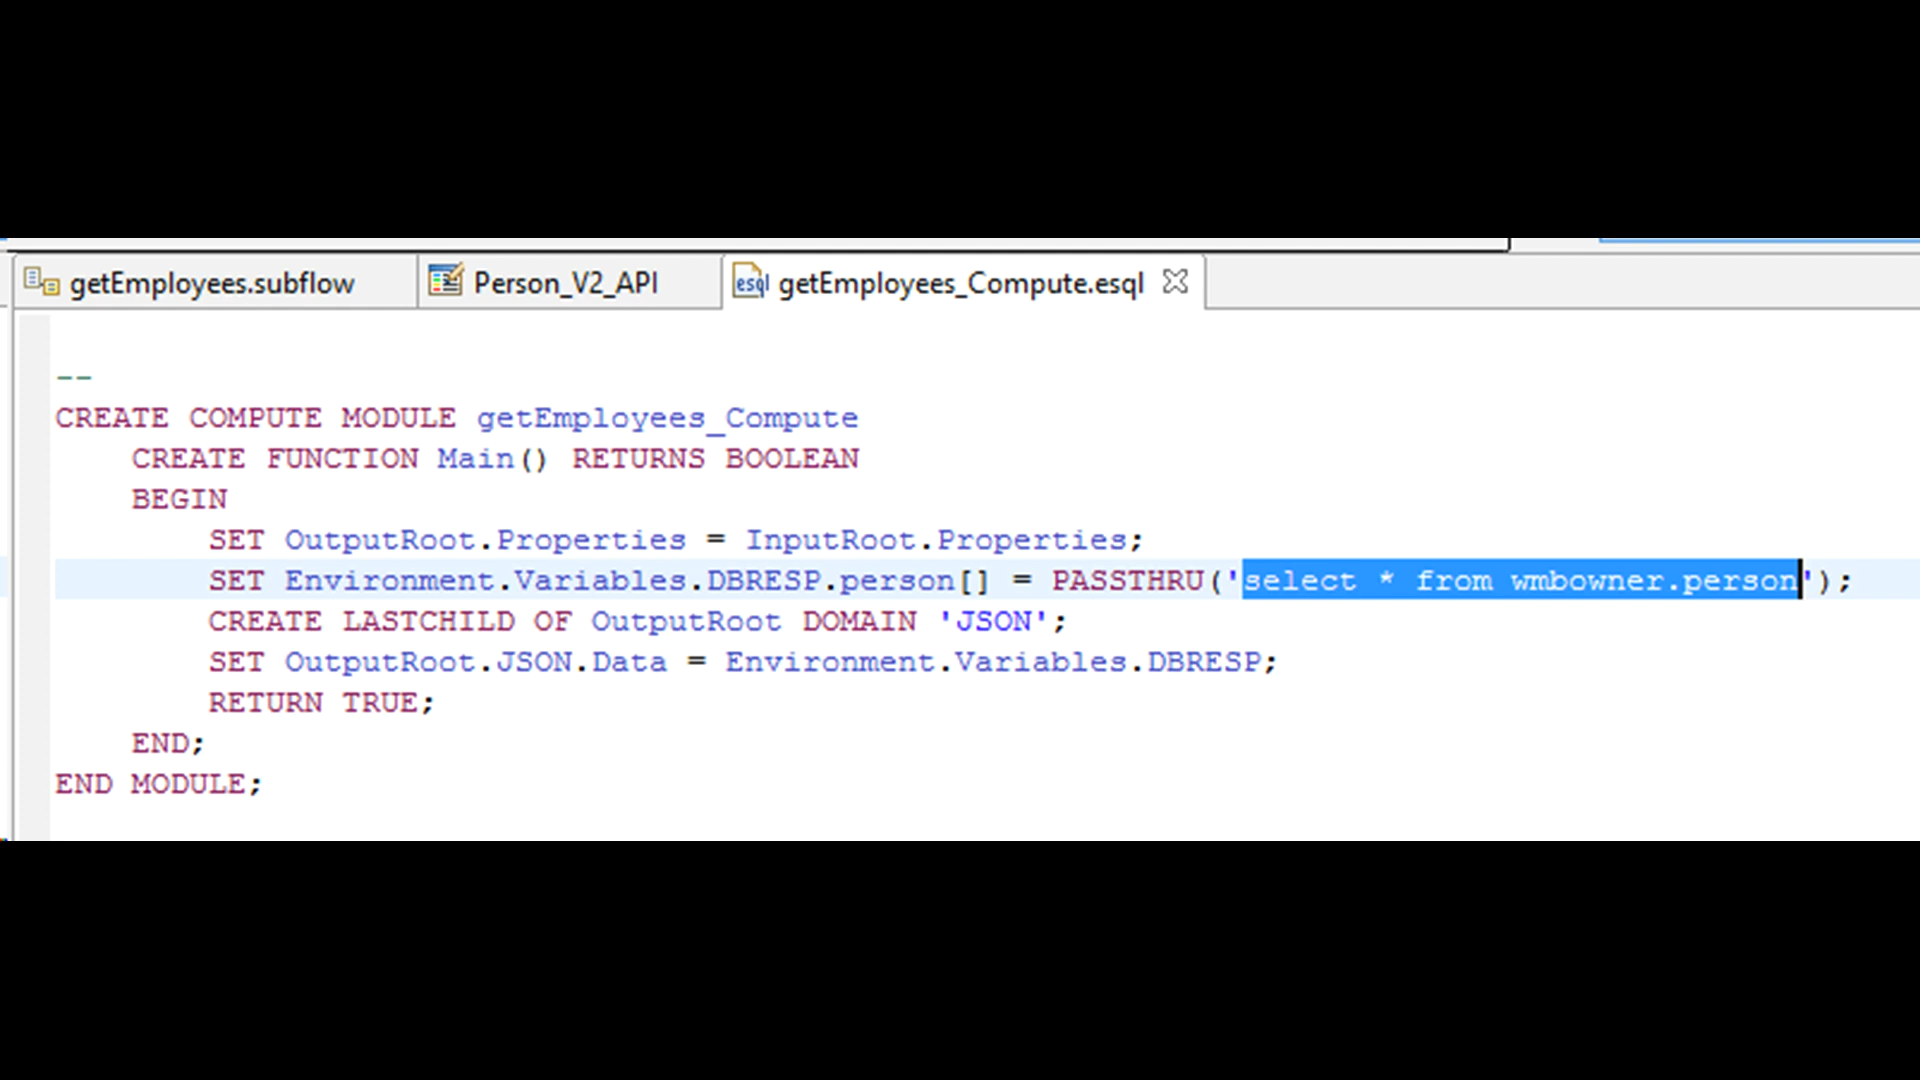 getEmployees.subflow Person_V2_API esql getEmployees_Compute.esql
--
CREATE COMPUTE MODULE getEmployees_Compute
CREATE FUNCTION Main() RETURNS BOOLEAN
BEGIN
SET OutputRoot.Properties = InputRoot.Properties;
SET Environment.Variables.DBRESP.person[] = PASSTHRU('select * from wmbowner.person');
CREATE LASTCHILD OF OutputRoot DOMAIN 'JSON';
SET OutputRoot.JSON.Data = Environment.Variables.DBRESP;
RETURN TRUE;
END;
END MODULE;